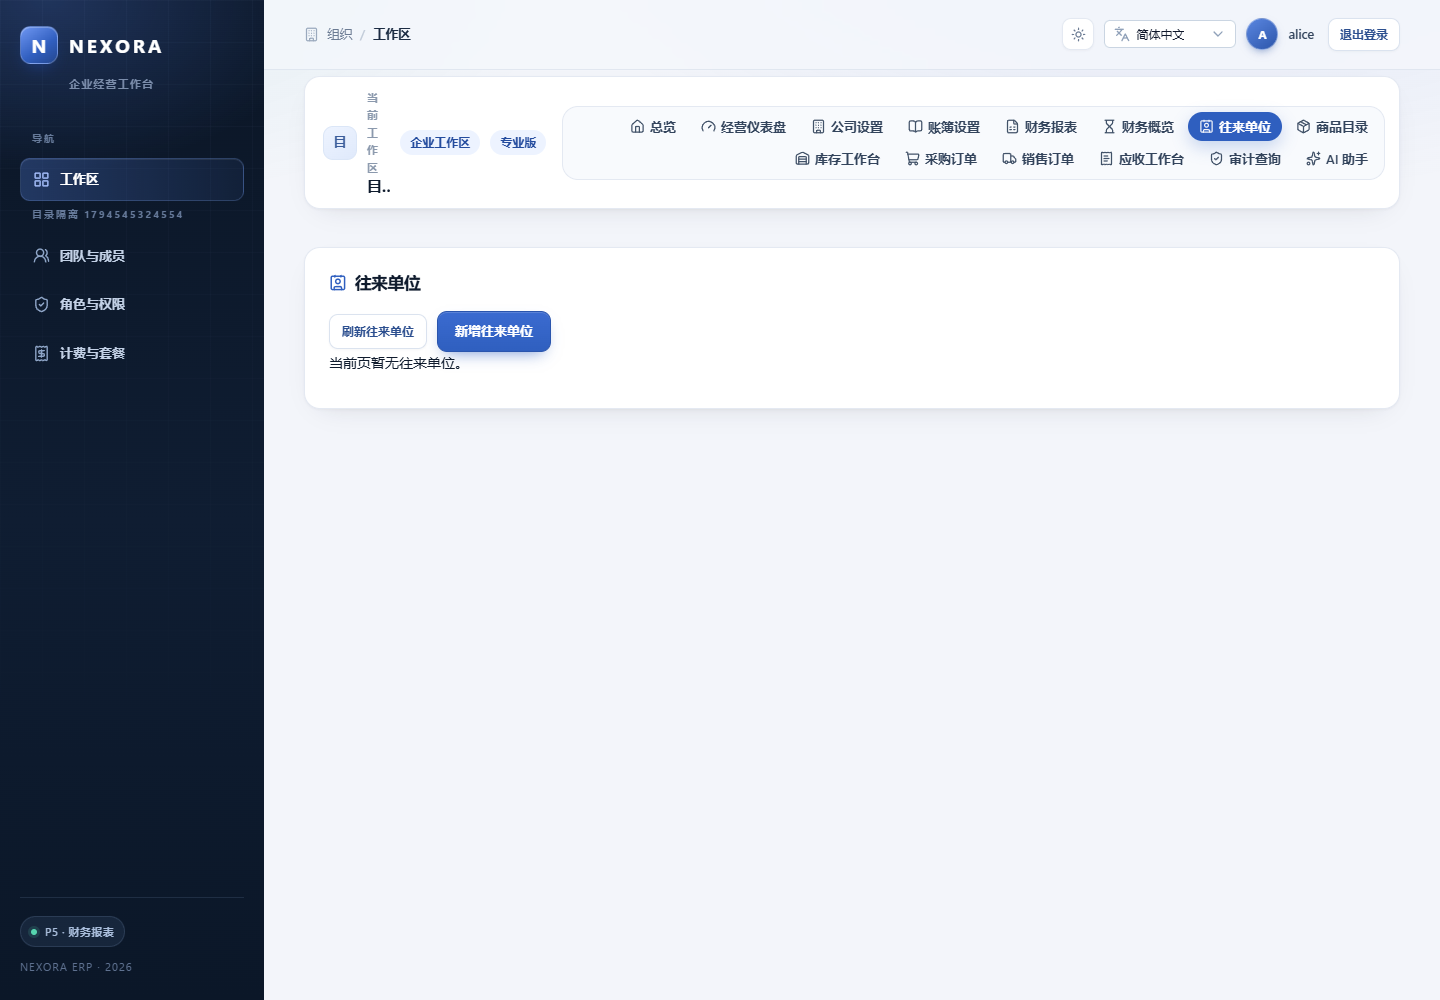 N NEXORA
企业经营工作台
导航
工作区
目录隔离 1794545324554
团队与成员
角色与权限
计费与套餐
P5 · 财务报表
NEXORA ERP · 2026
组织 / 工作区
简体中文
A alice
退出登录
目
当前工作区
目..
企业工作区
专业版
总览 经营仪表盘 公司设置 账簿设置 财务报表 财务概览 往来单位 商品目录
库存工作台 采购订单 销售订单 应收工作台 审计查询 AI 助手
往来单位
刷新往来单位 新增往来单位
当前页暂无往来单位。